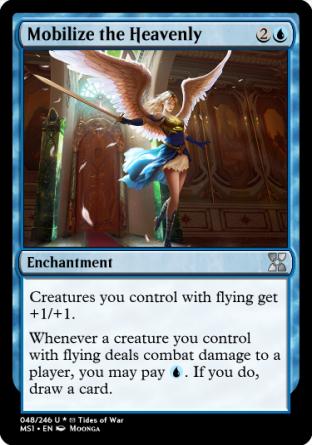 Mobilize the Heavenly 2
Enchantment
Creatures you control with flying get
+1/+1.
Whenever a creature you control
with flying deals combat damage to a
player, you may pay . If you do,
draw a card.
048/246 U * Tides of War
MS1 • EN Moonga